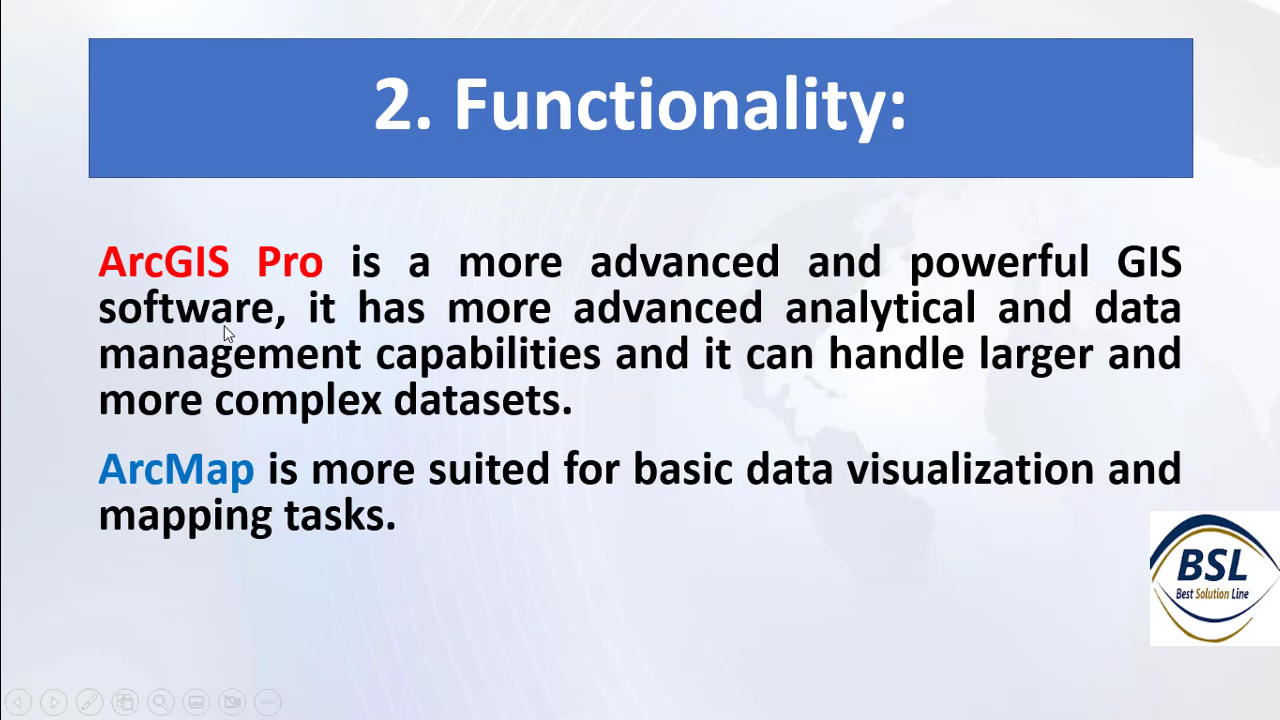 2. Functionality:
ArcGIS Pro is a more advanced and powerful GIS
software, it has more advanced analytical and data
management capabilities and it can handle larger and
more complex datasets.
ArcMap is more suited for basic data visualization and
mapping tasks.
BSL
Best Solution Line